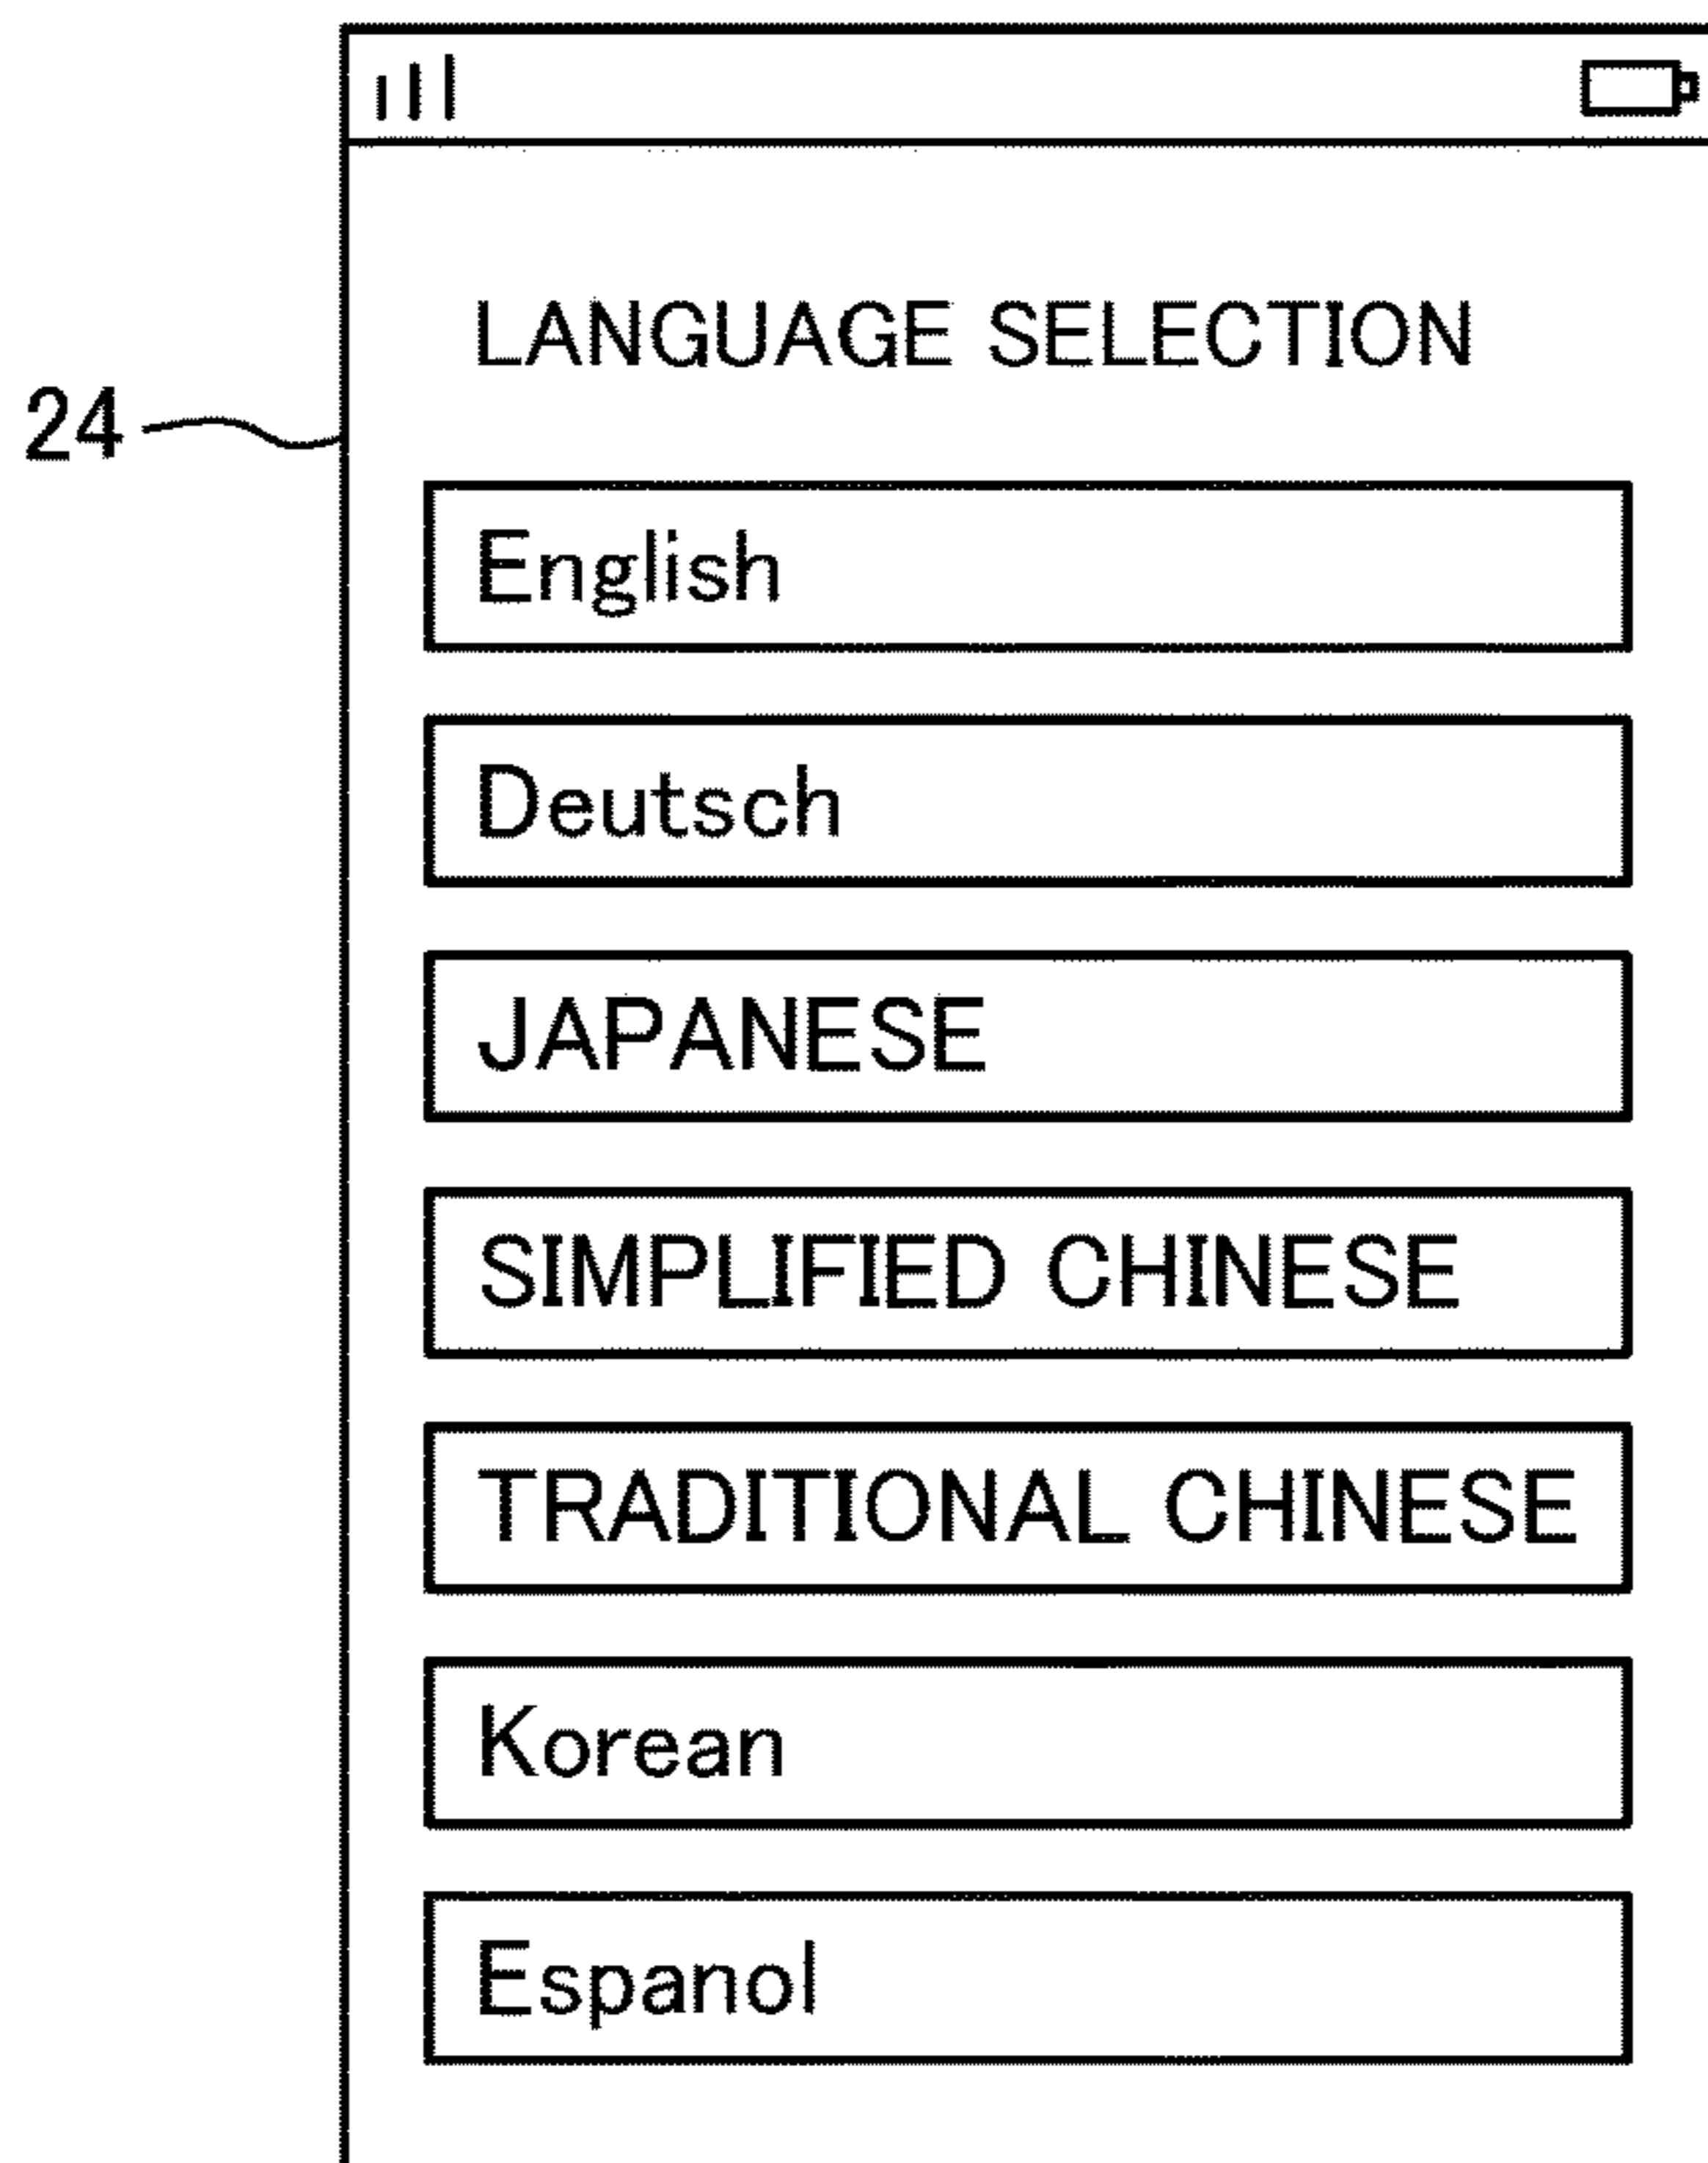 LANGUAGE SELECTION
24
English
Deutsch
JAPANESE
SIMPLIFIED CHINESE
TRADITIONAL CHINESE
Korean
Espanol